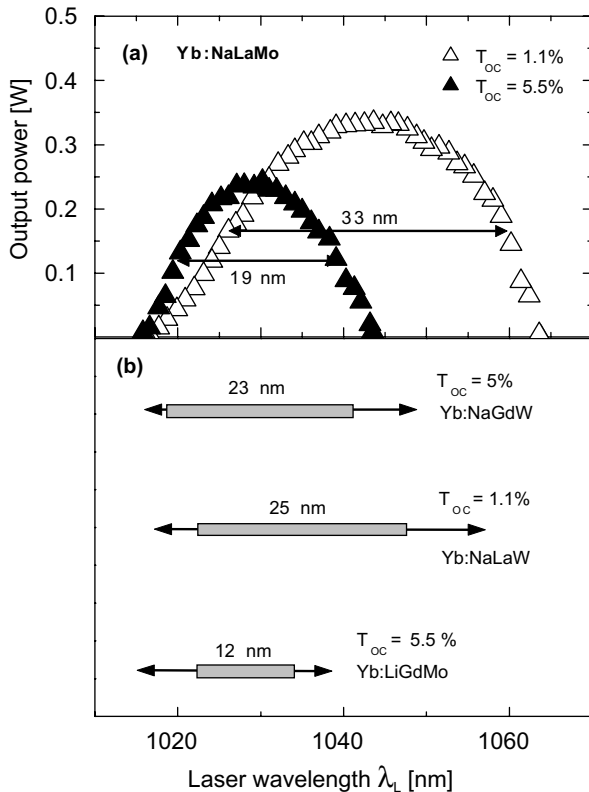 0.5
(a) Yb:NaLaMo
T_OC = 1.1%
T_OC = 5.5%
0.4
0.3
0.2
0.1
Output power [W]
33 nm
19 nm
(b)
T_OC = 5%
23 nm
Yb:NaGdW
T_OC = 1.1%
25 nm
Yb:NaLaW
T_OC = 5.5 %
12 nm
Yb:LiGdMo
1020 1040 1060
Laser wavelength λ_L [nm]